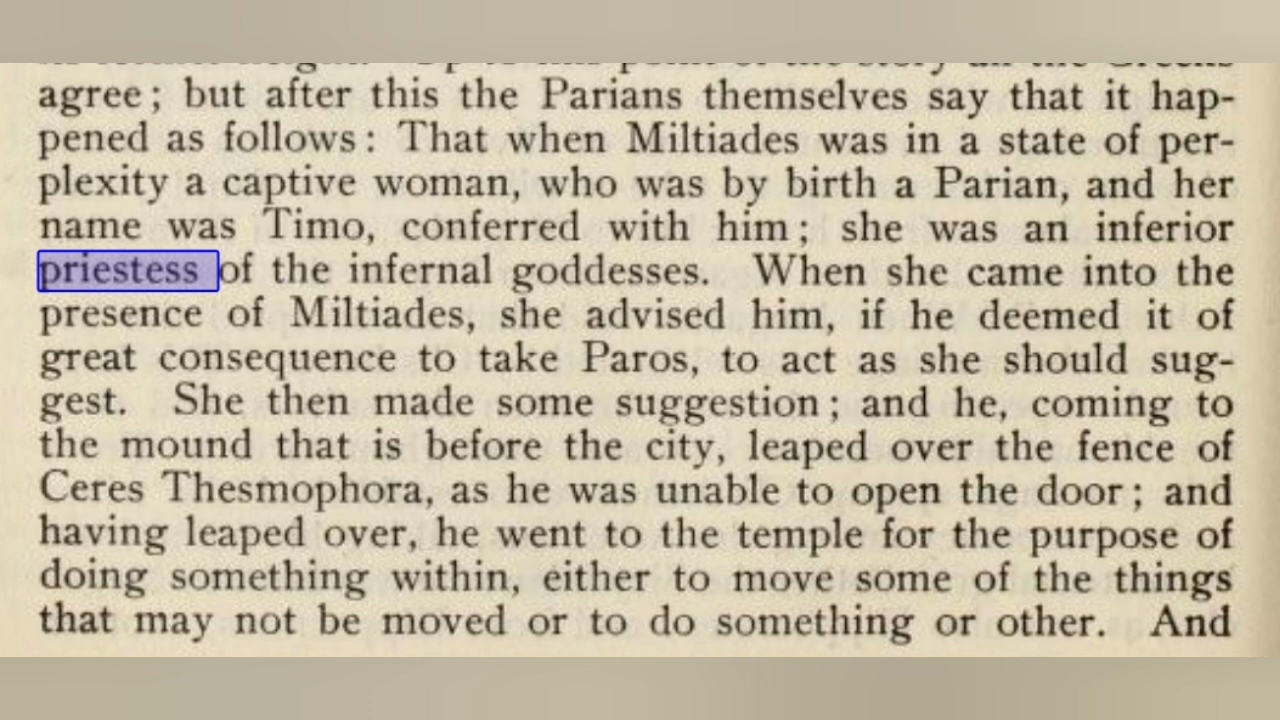 agree; but after this the Parians themselves say that it hap-
pened as follows: That when Miltiades was in a state of per-
plexity a captive woman, who was by birth a Parian, and her
name was Timo, conferred with him; she was an inferior
priestess of the infernal goddesses. When she came into the
presence of Miltiades, she advised him, if he deemed it of
great consequence to take Paros, to act as she should sug-
gest. She then made some suggestion; and he, coming to
the mound that is before the city, leaped over the fence of
Ceres Thesmophora, as he was unable to open the door; and
having leaped over, he went to the temple for the purpose of
doing something within, either to move some of the things
that may not be moved or to do something or other. And